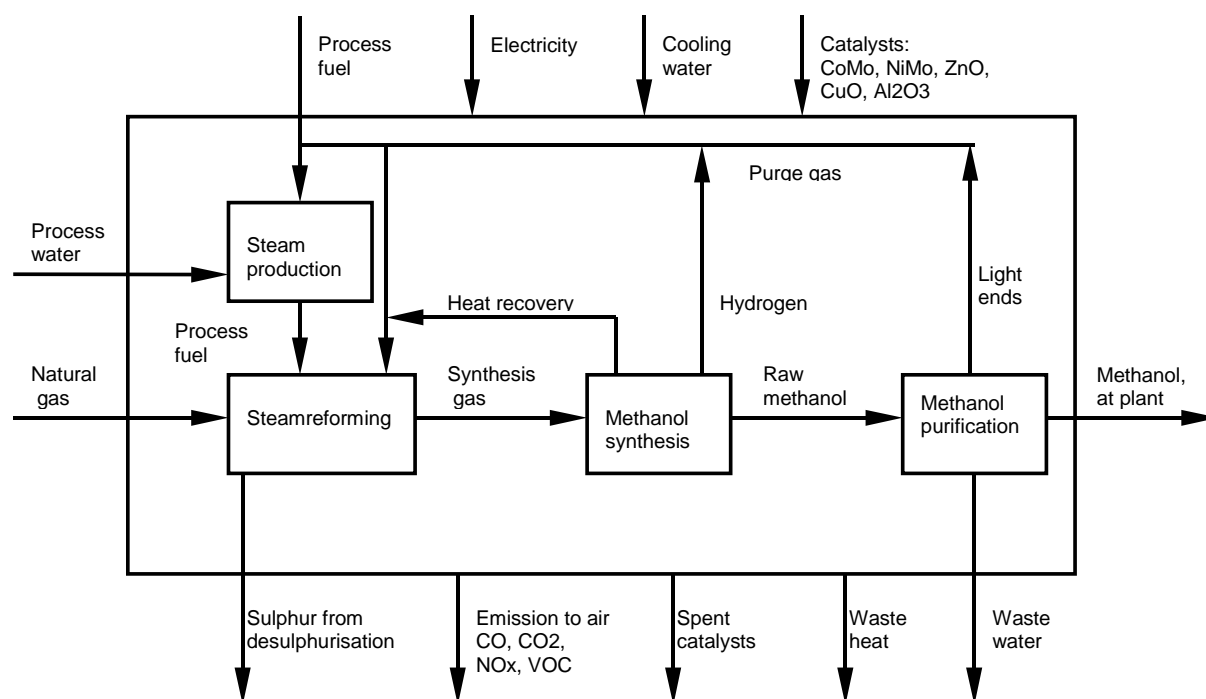 Process
fuel
Electricity
Cooling
water
Catalysts:
CoMo, NiMo, ZnO,
CuO, Al2O3
Purge gas
Process
water
Steam
production
Light
ends
Heat recovery
Hydrogen
Process
fuel
Natural
gas
Steamreforming
Synthesis
gas
Methanol
synthesis
Raw
methanol
Methanol
purification
Methanol,
at plant
Sulphur from
desulphurisation
Emission to air
CO, CO2,
NOx, VOC
Spent
catalysts
Waste
heat
Waste
water